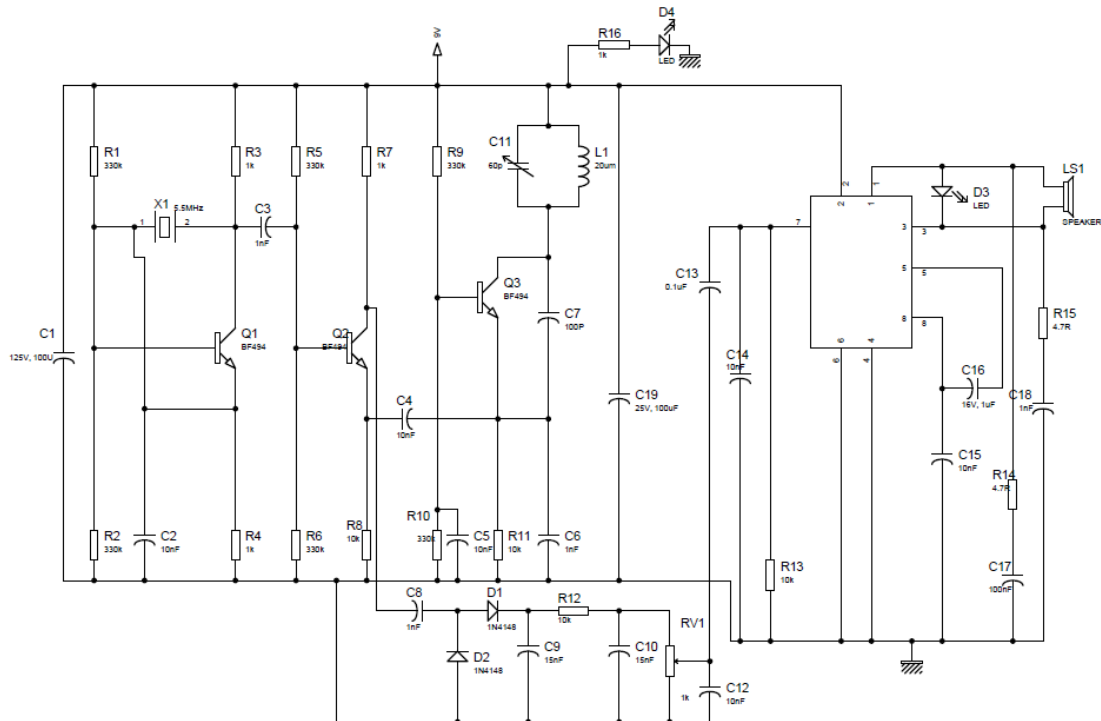 D4
R16
1k
LED
R1
330k
R3
1k
R5
330k
R7
1k
R9
330k
C11
60p
L1
20um
X1
5.5MHz
1
2
C3
1nF
2
1
D3
LED
LS1
SPEAKER
7
3
3
5
5
8
8
6
4
6
4
C13
0.1uF
Q3
BF494
C7
100P
Q1
BF494
Q2
BF494
C1
125V, 100U
R15
4.7R
C14
10nF
C16
16V, 1uF
C18
1nF
C19
25V, 100uF
C4
10nF
C15
10nF
R14
4.7R
R2
330k
C2
10nF
R4
1k
R6
330k
R8
10k
R10
330k
C5
10nF
R11
10k
C6
1nF
R13
10k
C17
100nF
C8
1nF
D1
1N4148
R12
10k
RV1
1k
D2
1N4148
C9
15nF
C10
15nF
C12
10nF